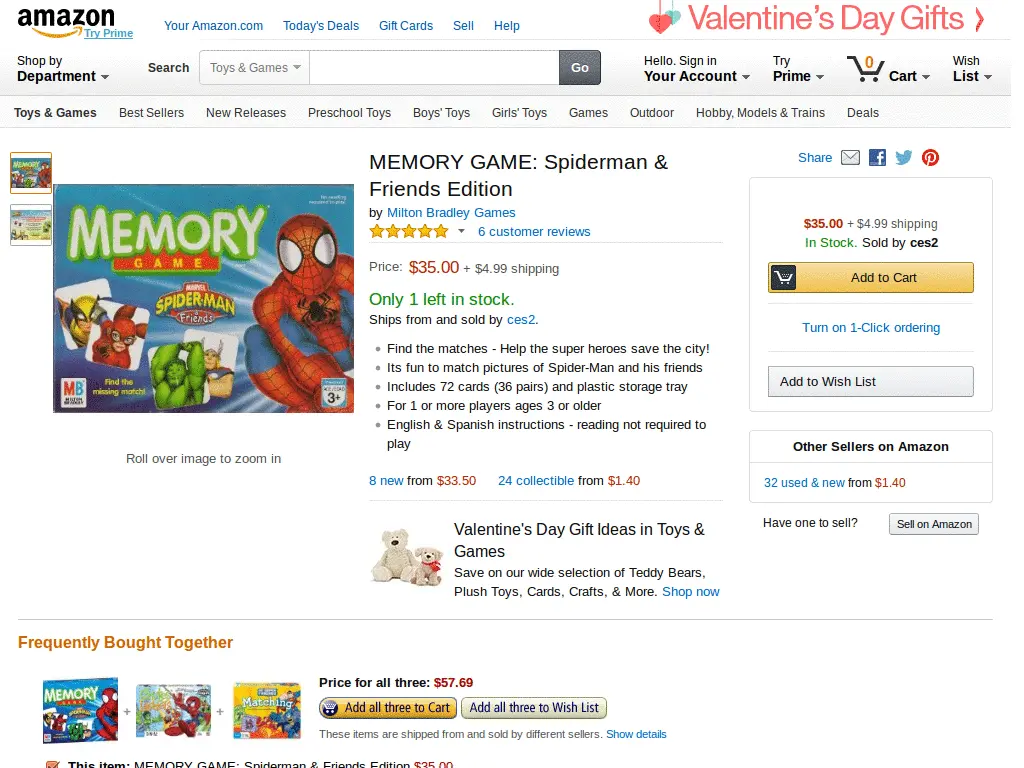 amazon
Try Prime
Your Amazon.com Today's Deals Gift Cards Sell Help
Valentine's Day Gifts
Shop by
Department
Search
Toys & Games
Go
Hello. Sign in
Your Account
Try
Prime
0
Cart
Wish
List
Toys & Games Best Sellers New Releases Preschool Toys Boys' Toys Girls' Toys Games Outdoor Hobby, Models & Trains Deals
MEMORY
GAME
MARVEL
SPIDER-MAN
& Friends
Find the
missing match!
MB
3+
Roll over image to zoom in
MEMORY GAME: Spiderman &
Friends Edition
by Milton Bradley Games
6 customer reviews
Price: $35.00 + $4.99 shipping
Only 1 left in stock.
Ships from and sold by ces2.
Find the matches - Help the super heroes save the city!
Its fun to match pictures of Spider-Man and his friends
Includes 72 cards (36 pairs) and plastic storage tray
For 1 or more players ages 3 or older
English & Spanish instructions - reading not required to
play
8 new from $33.50 24 collectible from $1.40
Valentine's Day Gift Ideas in Toys &
Games
Save on our wide selection of Teddy Bears,
Plush Toys, Cards, Crafts, & More. Shop now
Share
$35.00 + $4.99 shipping
In Stock. Sold by ces2
Add to Cart
Turn on 1-Click ordering
Add to Wish List
Other Sellers on Amazon
32 used & new from $1.40
Have one to sell?
Sell on Amazon
Frequently Bought Together
MEMORY
+
+
Matching
Price for all three: $57.69
Add all three to Cart
Add all three to Wish List
These items are shipped from and sold by different sellers. Show details
This item: MEMORY GAME: Spiderman & Friends Edition $35.00